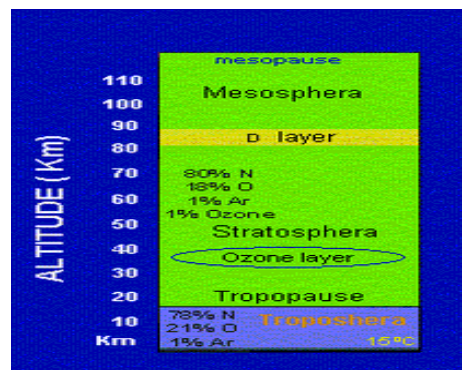 mesopause
110
Mesosphera
100
90
D layer
80
ALTITUDE (Km)
70
80% N
18% O
60
1% Ar
1% Ozone
50
Stratosphera
40
Ozone layer
30
20
Tropopause
78% N
Troposhera
10
21% O
Km
1% Ar
15ºC